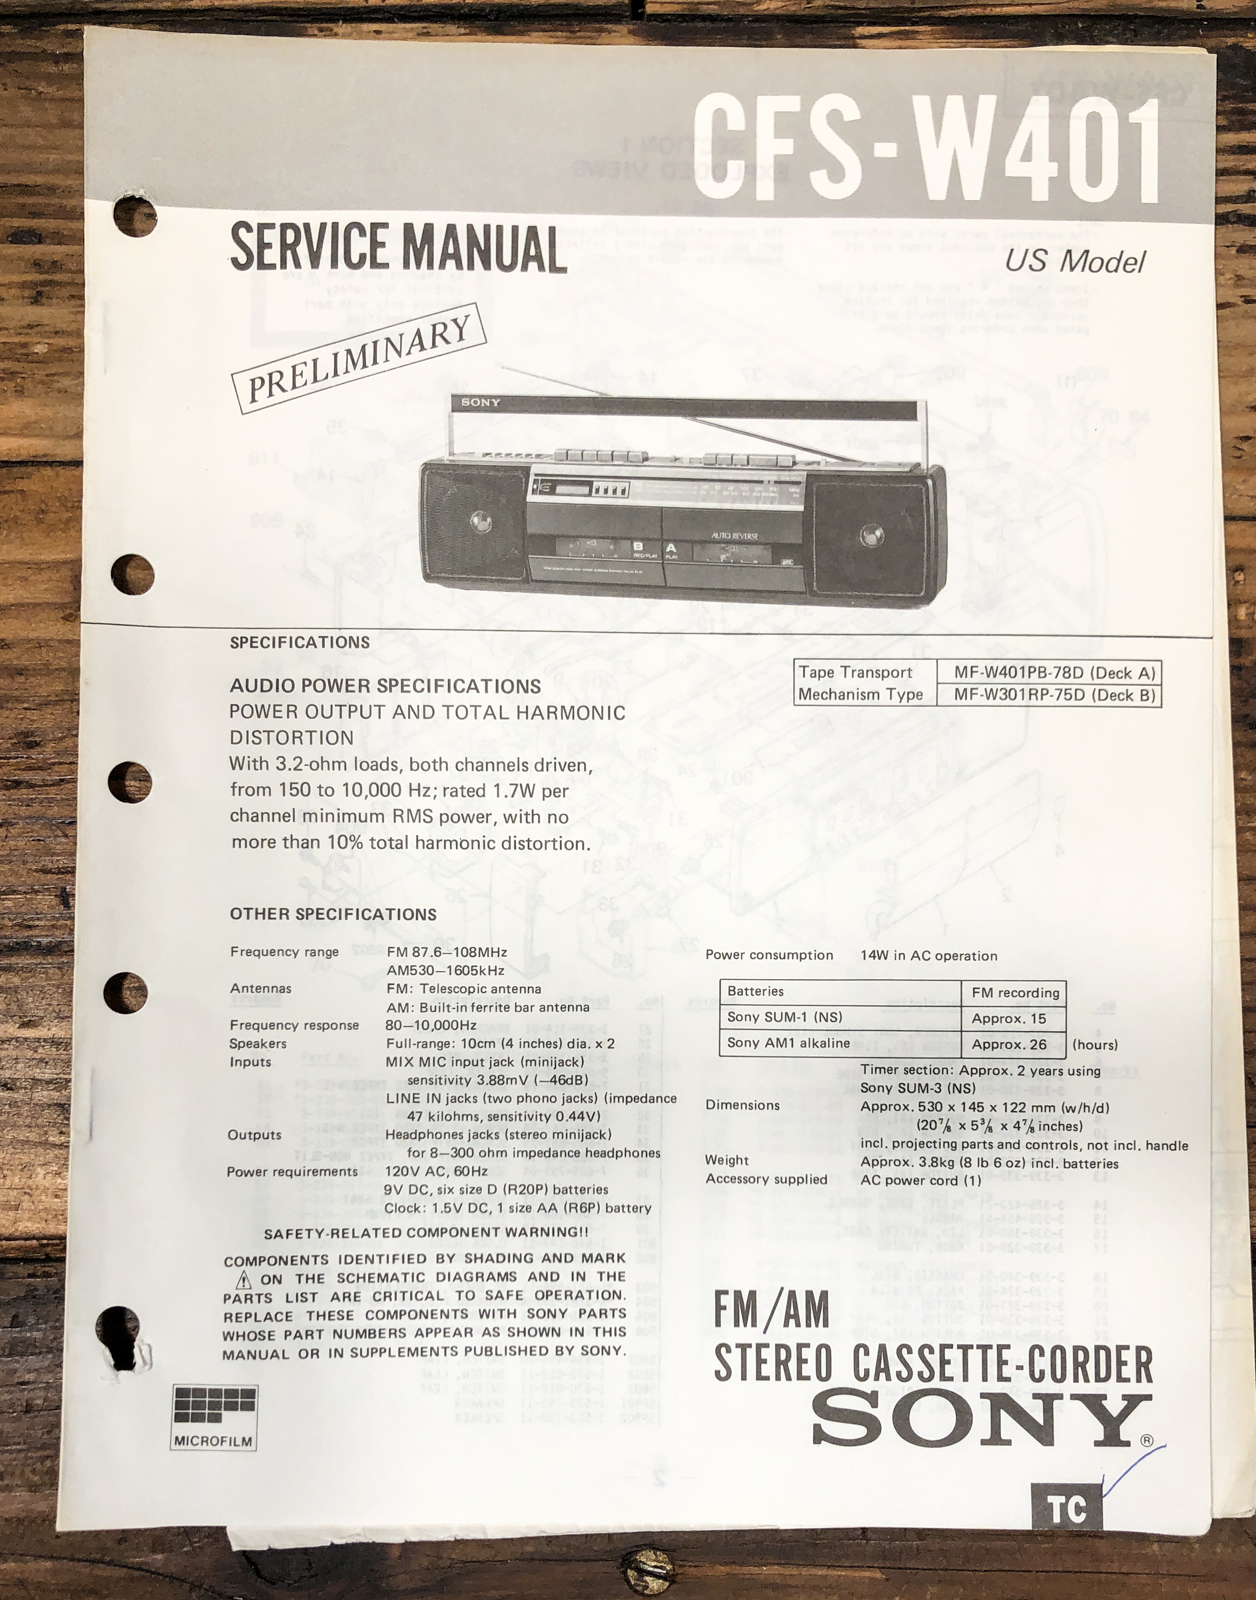 CFS-W401
SERVICE MANUAL
US Model
PRELIMINARY
SONY
AUTO REVERSE
B A
REC/PLAY PLAY
SPECIFICATIONS
AUDIO POWER SPECIFICATIONS
POWER OUTPUT AND TOTAL HARMONIC
DISTORTION
With 3.2-ohm loads, both channels driven,
from 150 to 10,000 Hz; rated 1.7W per
channel minimum RMS power, with no
more than 10% total harmonic distortion.
Tape Transport MF-W401PB-78D (Deck A)
Mechanism Type MF-W301RP-75D (Deck B)
OTHER SPECIFICATIONS
Frequency range FM 87.6–108MHz
AM530–1605kHz
Antennas FM: Telescopic antenna
AM: Built-in ferrite bar antenna
Frequency response 80–10,000Hz
Speakers Full-range: 10cm (4 inches) dia. x 2
Inputs MIX MIC input jack (minijack)
sensitivity 3.88mV (–46dB)
LINE IN jacks (two phono jacks) (impedance
47 kilohms, sensitivity 0.44V)
Outputs Headphones jacks (stereo minijack)
for 8–300 ohm impedance headphones
Power requirements 120V AC, 60Hz
9V DC, six size D (R20P) batteries
Clock: 1.5V DC, 1 size AA (R6P) battery
Power consumption 14W in AC operation
Batteries FM recording
Sony SUM-1 (NS) Approx. 15
Sony AM1 alkaline Approx. 26 (hours)
Timer section: Approx. 2 years using
Sony SUM-3 (NS)
Dimensions Approx. 530 x 145 x 122 mm (w/h/d)
(20⅞ x 5¾ x 4⅞ inches)
incl. projecting parts and controls, not incl. handle
Weight Approx. 3.8kg (8 lb 6 oz) incl. batteries
Accessory supplied AC power cord (1)
SAFETY-RELATED COMPONENT WARNING!!
COMPONENTS IDENTIFIED BY SHADING AND MARK
⚠ ON THE SCHEMATIC DIAGRAMS AND IN THE
PARTS LIST ARE CRITICAL TO SAFE OPERATION.
REPLACE THESE COMPONENTS WITH SONY PARTS
WHOSE PART NUMBERS APPEAR AS SHOWN IN THIS
MANUAL OR IN SUPPLEMENTS PUBLISHED BY SONY.
MICROFILM
FM/AM
STEREO CASSETTE-CORDER
SONY®
TC